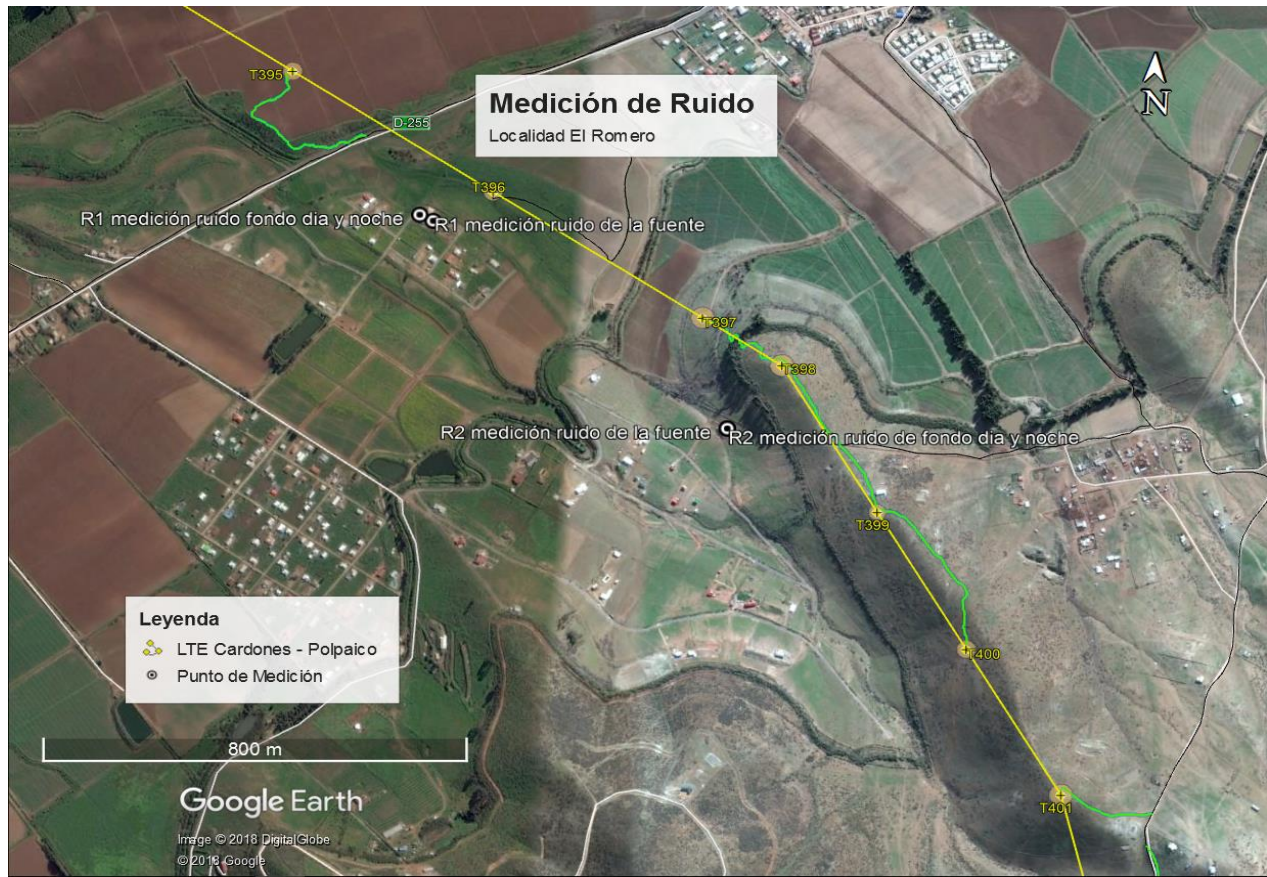 T395
D-255
Medición de Ruido
Localidad El Romero
N
T396
R1 medición ruido fondo dia y noche
R1 medición ruido de la fuente
T397
T398
R2 medición ruido de la fuente
R2 medición ruido de fondo dia y noche
T399
Leyenda
LTE Cardones - Polpaico
Punto de Medición
T400
800 m
T401
Google Earth
Image © 2018 DigitalGlobe
© 2018 Google